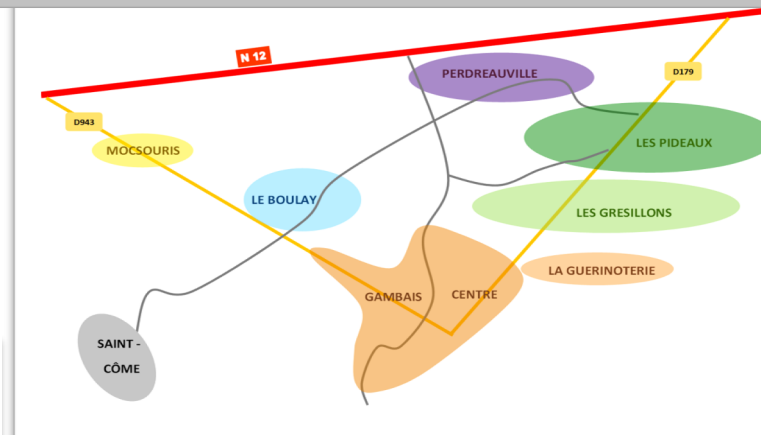 N 12
PERDREAUVILLE
D179
D943
MOCSOURIS
LES PIDEAUX
LE BOULAY
LES GRESILLONS
LA GUERINOTERIE
GAMBAIS
CENTRE
SAINT -
CÔME